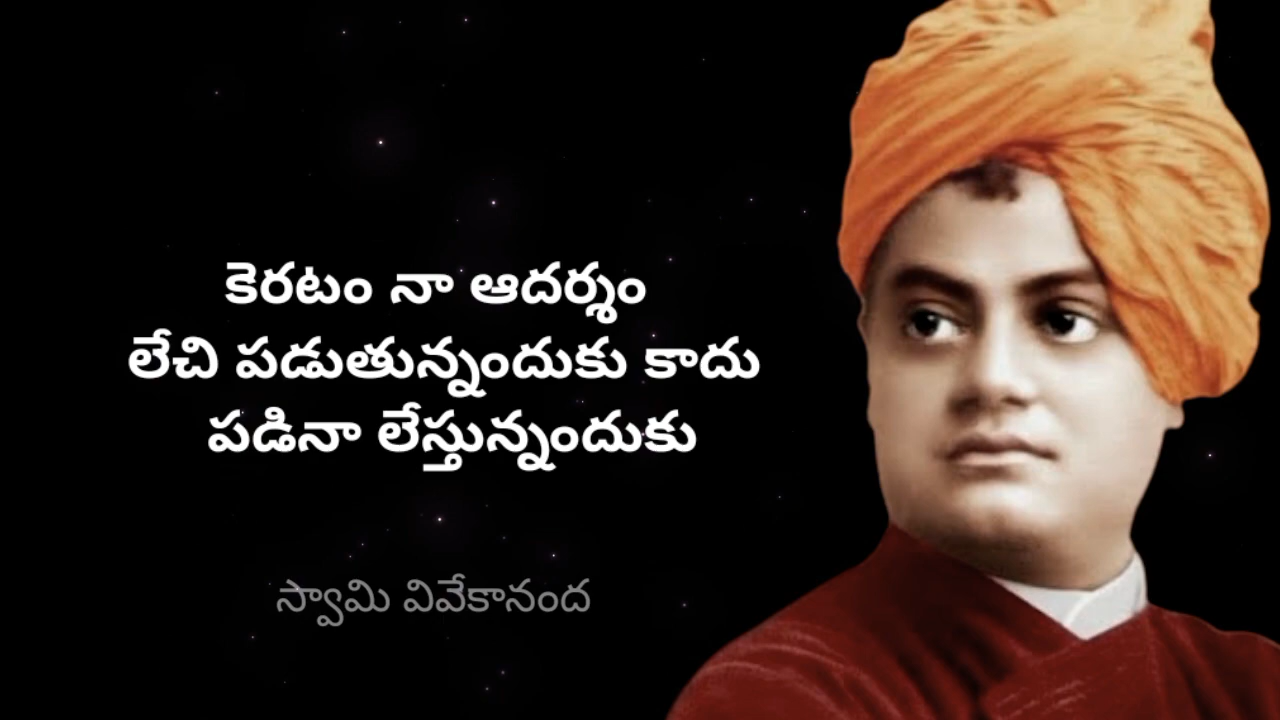 కెరటం నా ఆదర్శం
లేచి పడుతున్నందుకు కాదు
పడినా లేస్తున్నందుకు
స్వామి వివేకానంద